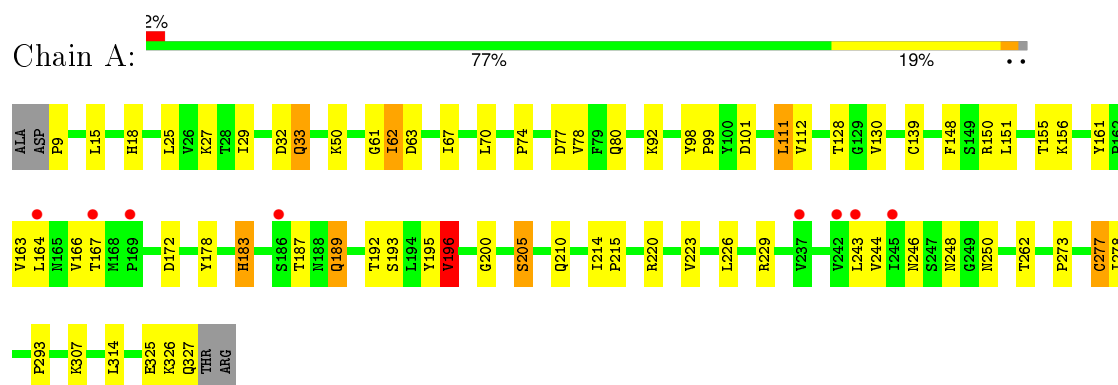 2%
Chain A:
77% 19% • •
ALA ASP P9 L15 H18 L25 V26 K27 T28 I29 D32 Q33 K50 G61 I62 D63 I67 L70 P74 D77 V78 F79 Q80 K92 Y98 P99 Y100 D101 L111 V112 T128 G129 V130 C139 F148 S149 R150 L151 T155 K156 Y161 P162
V163 L164 N165 V166 T167 M168 P169 D172 Y178 H183 S186 T187 N188 Q189 T192 S193 L194 Y195 V196 G200 S205 Q210 I214 P215 R220 V223 L226 R229 V237 V242 L243 V244 I245 N246 S247 N248 G249 N250 T262 P273 C277
P293 K307 L314 E325 K326 Q327 THR ARG